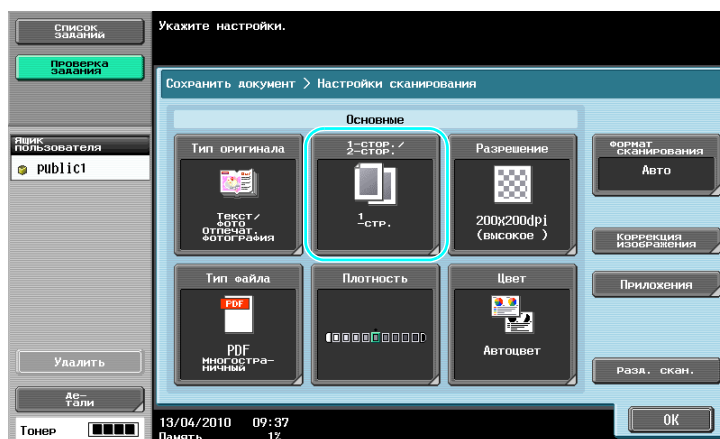 Список
заданий
Укажите настройки.
Проверка
задания
Сохранить документ > Настройки сканирования
Основные
Ящик
пользователя
public1
Тип оригинала
Текст/
Фото
отпечат.
фотография
1-стор./
2-стор.
1
-стр.
Разрешение
200x200dpi
(высокое )
Формат
сканирования
Авто
Коррекция
изображения
Приложения
Тип файла
PDF
PDF
многостра-
ничный
Плотность
Цвет
Автоцвет
Удалить
Разд. скан.
Де-
тали
Тонер
13/04/2010 09:37
Память 1%
OK